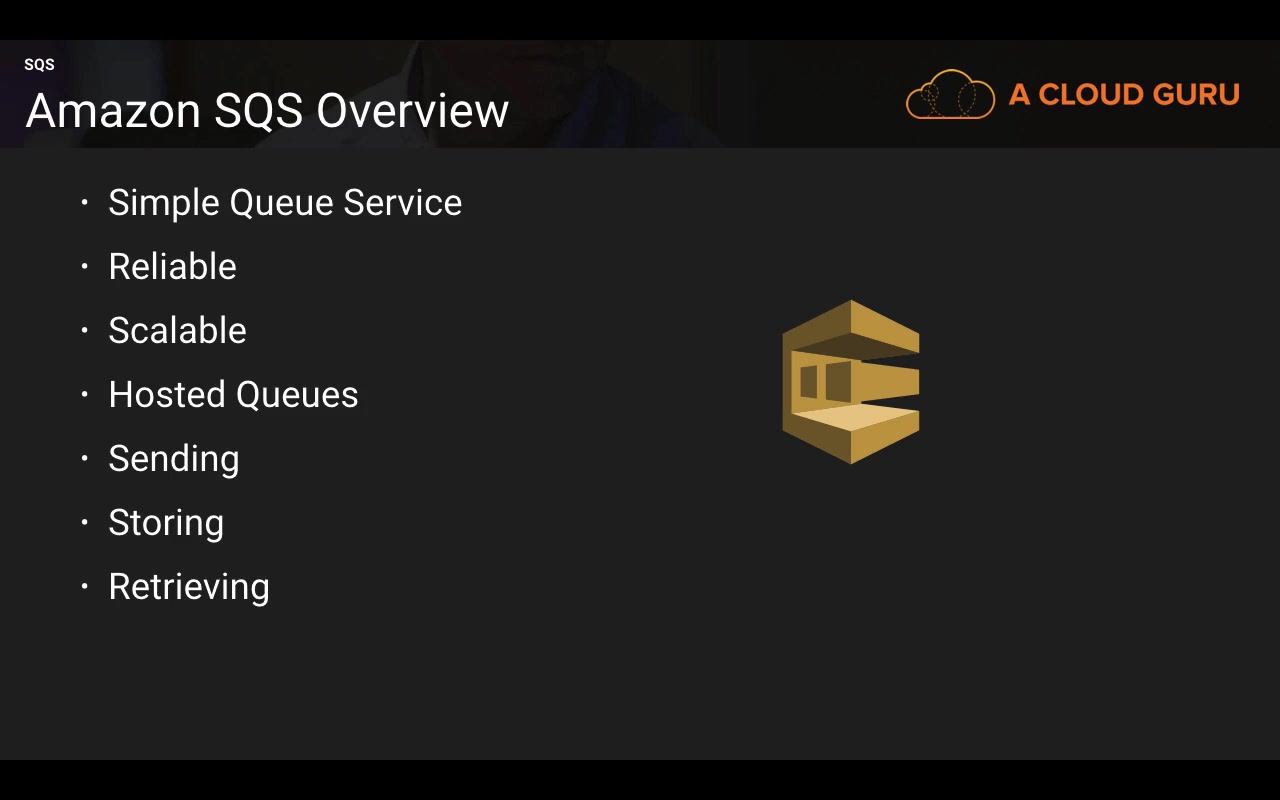 SQS
Amazon SQS Overview
A CLOUD GURU
• Simple Queue Service
• Reliable
• Scalable
• Hosted Queues
• Sending
• Storing
• Retrieving